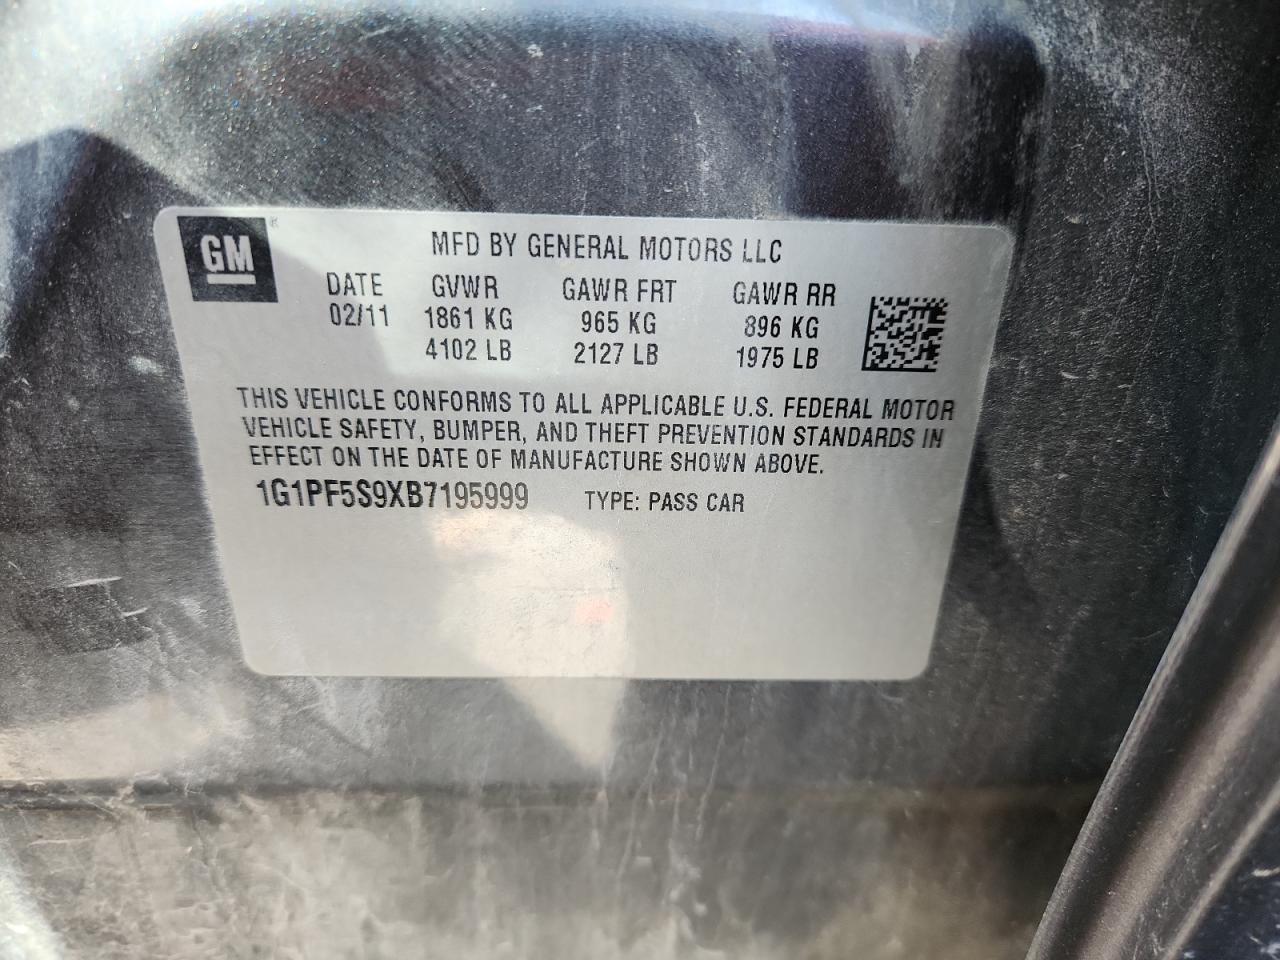 GM
MFD BY GENERAL MOTORS LLC
DATE GVWR GAWR FRT GAWR RR
02/11 1861 KG 965 KG 896 KG
4102 LB 2127 LB 1975 LB
THIS VEHICLE CONFORMS TO ALL APPLICABLE U.S. FEDERAL MOTOR
VEHICLE SAFETY, BUMPER, AND THEFT PREVENTION STANDARDS IN
EFFECT ON THE DATE OF MANUFACTURE SHOWN ABOVE.
1G1PF5S9XB7195999 TYPE: PASS CAR